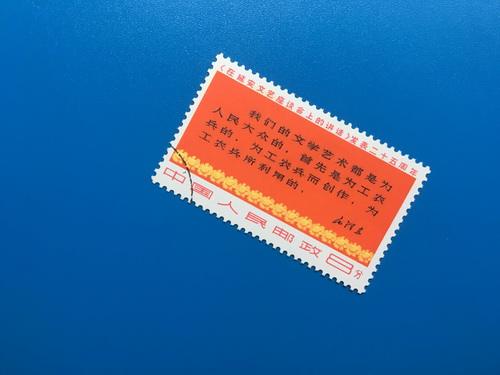 《在延安文艺座谈会上的讲话》发表二十五周年
我们的文学艺术都是为
人民大众的，首先是为工农
兵的，为工农兵而创作，为
工农兵所利用的。
毛泽东
中国人民邮政8分